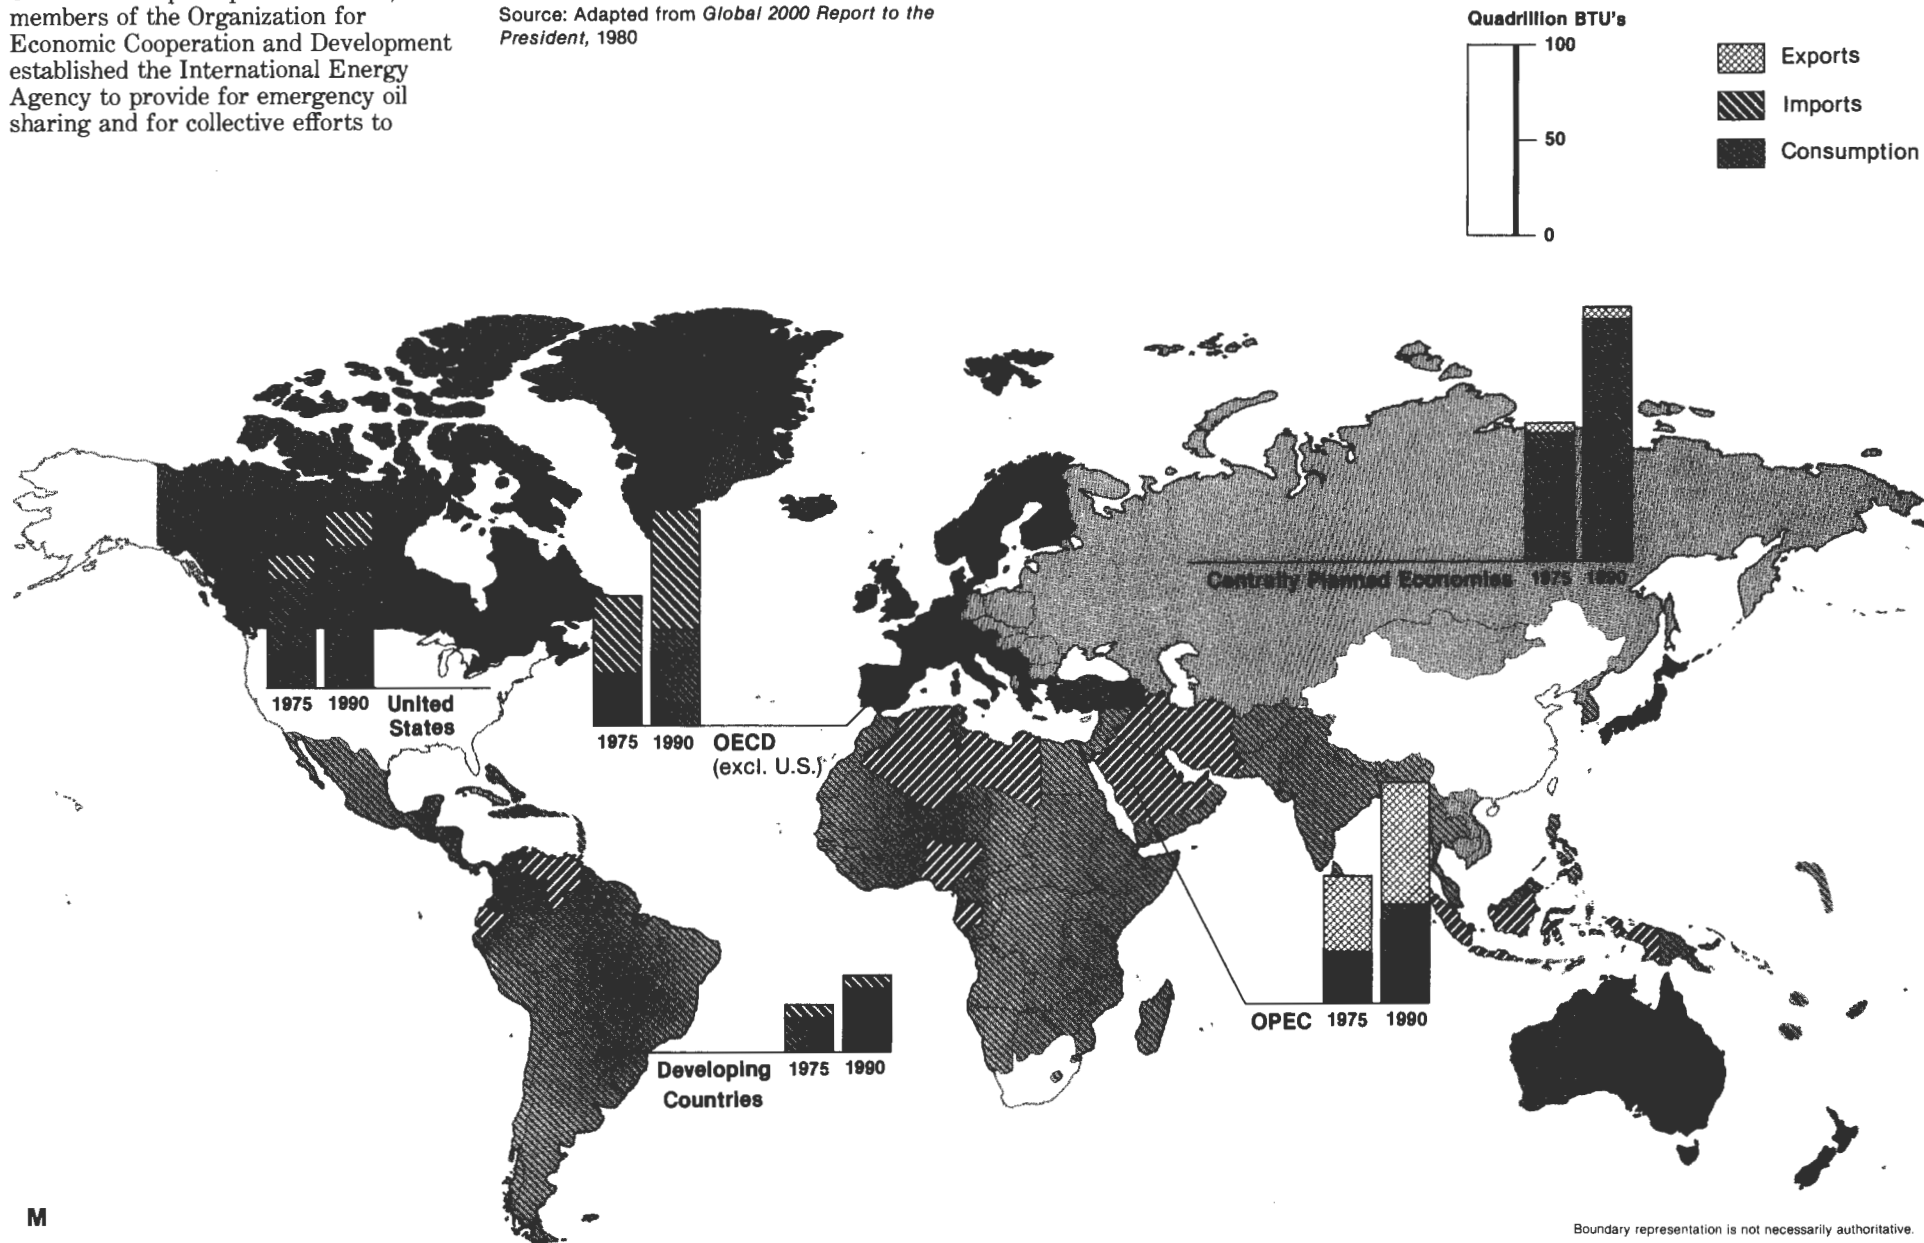 members of the Organization for
Economic Cooperation and Development
established the International Energy
Agency to provide for emergency oil
sharing and for collective efforts to
Source: Adapted from Global 2000 Report to the
President, 1980
Quadrillion BTU's
100
50
0
Exports
Imports
Consumption
Centrally Planned Economies 1975 1990
1975 1990 United
States
1975 1990 OECD
(excl. U.S.)
OPEC 1975 1990
Developing 1975 1990
Countries
M
Boundary representation is not necessarily authoritative.